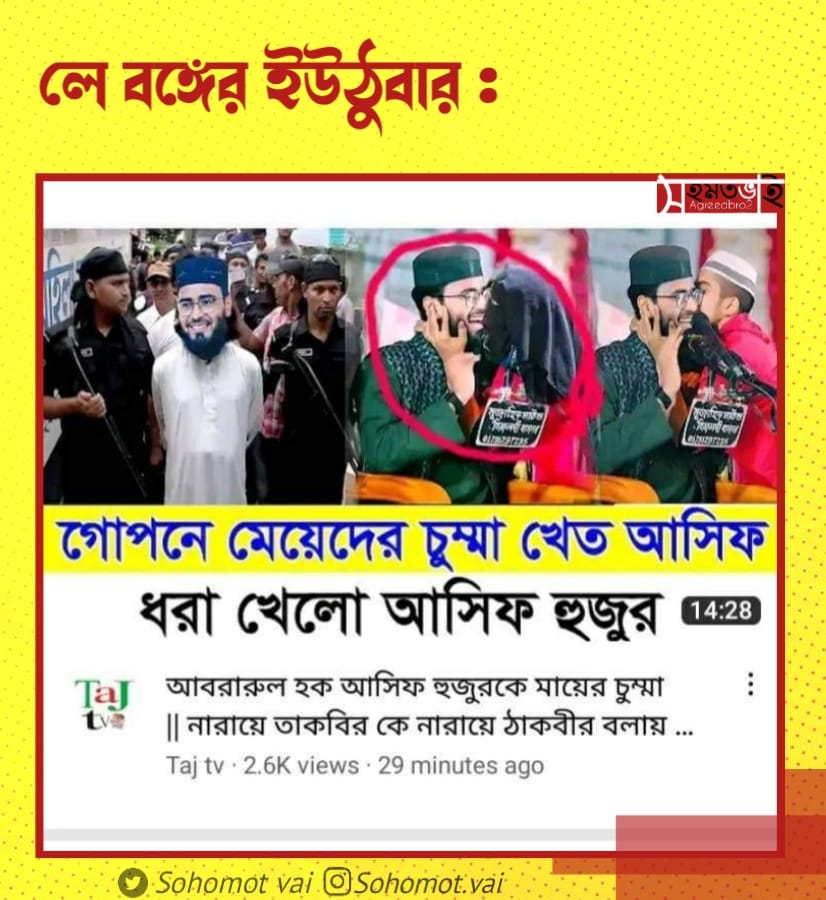 লে বঙ্গের ইউঠুবার :
সহমতভাই
Agreeabro2
গোপনে মেয়েদের চুম্মা খেত আসিফ
ধরা খেলো আসিফ হুজুর
14:28
Taj
tv
আবরারুল হক আসিফ হুজুরকে মায়ের চুম্মা
|| নারায়ে তাকবির কে নারায়ে ঠাকবীর বলায় ...
Taj tv · 2.6K views · 29 minutes ago
Sohomot vai Sohomot.vai